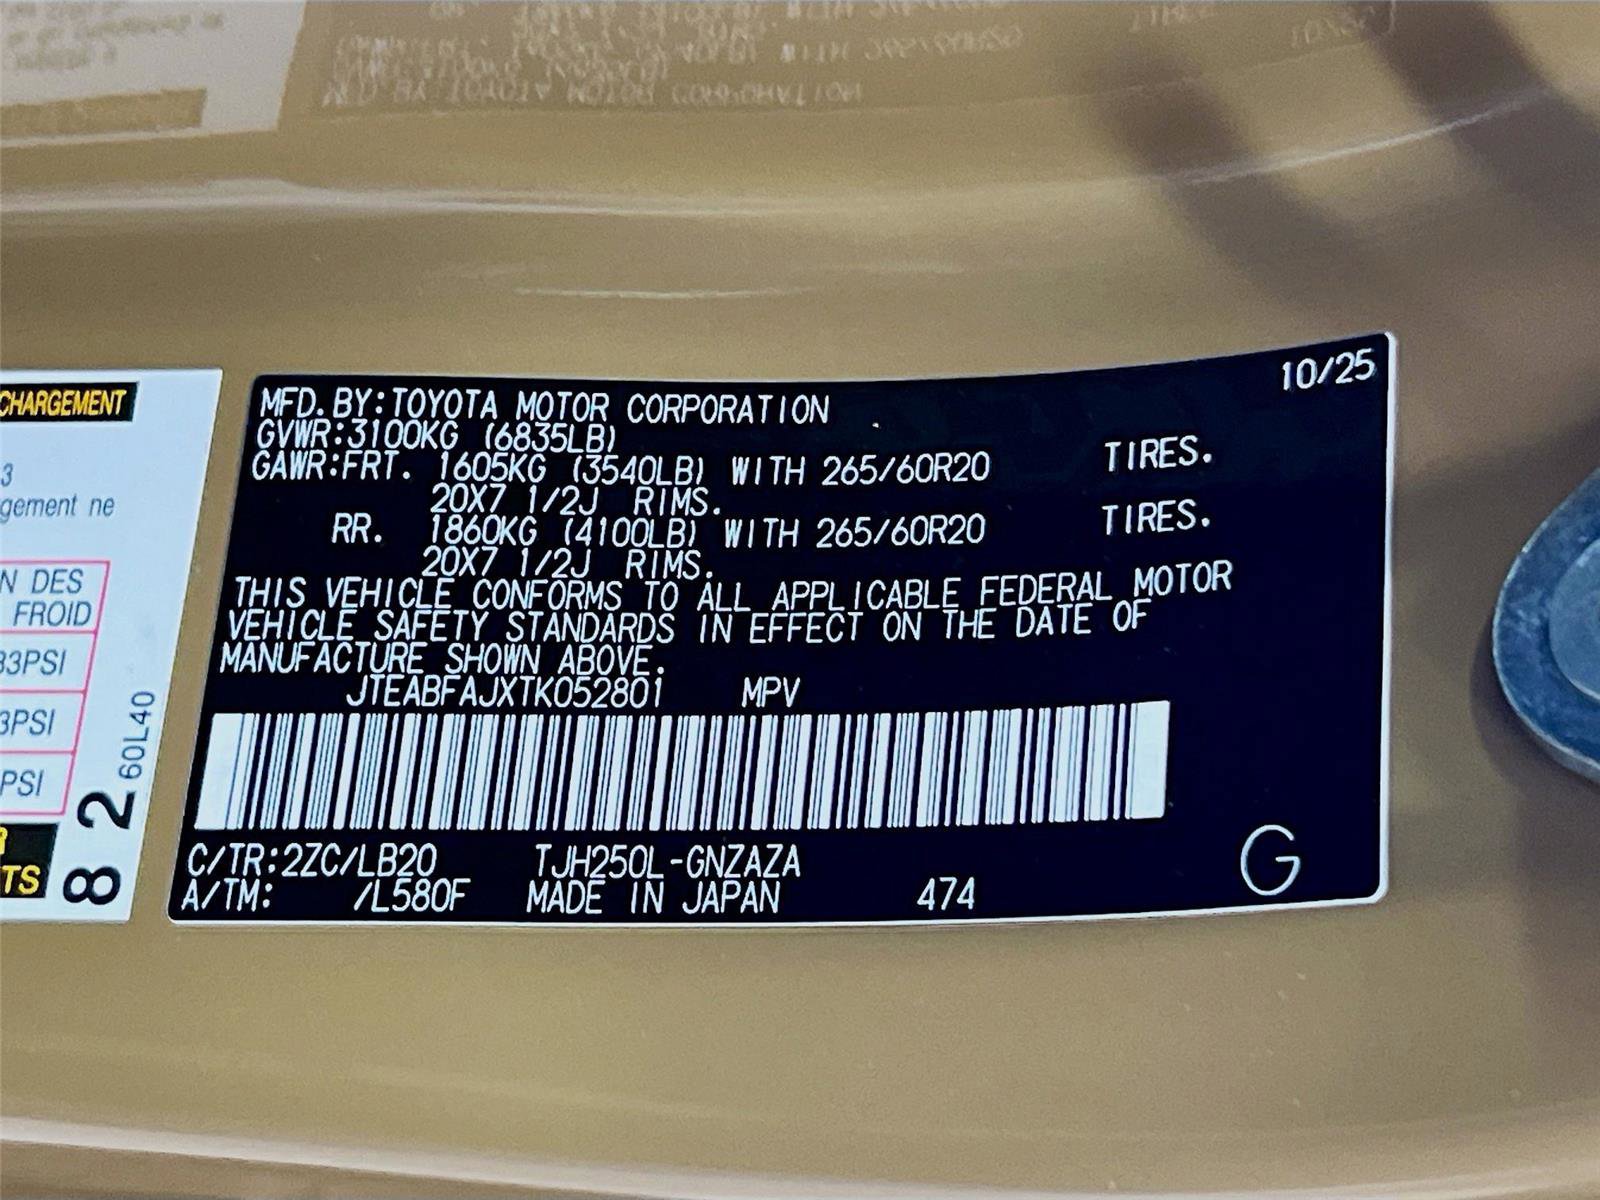 CHARGEMENT
3
gement ne
N DES
FROID
33PSI
3PSI
PSI
TS
82
60L40
10/25
MFD.BY:TOYOTA MOTOR CORPORATION
GVWR:3100KG (6835LB)
GAWR:FRT. 1605KG (3540LB) WITH 265/60R20 TIRES.
20X7 1/2J RIMS.
RR. 1860KG (4100LB) WITH 265/60R20 TIRES.
20X7 1/2J RIMS.
THIS VEHICLE CONFORMS TO ALL APPLICABLE FEDERAL MOTOR
VEHICLE SAFETY STANDARDS IN EFFECT ON THE DATE OF
MANUFACTURE SHOWN ABOVE.
JTEABFAJXTK052801 MPV
C/TR:2ZC/LB20 TJH250L-GNZAZA
A/TM: /L580F MADE IN JAPAN 474
G